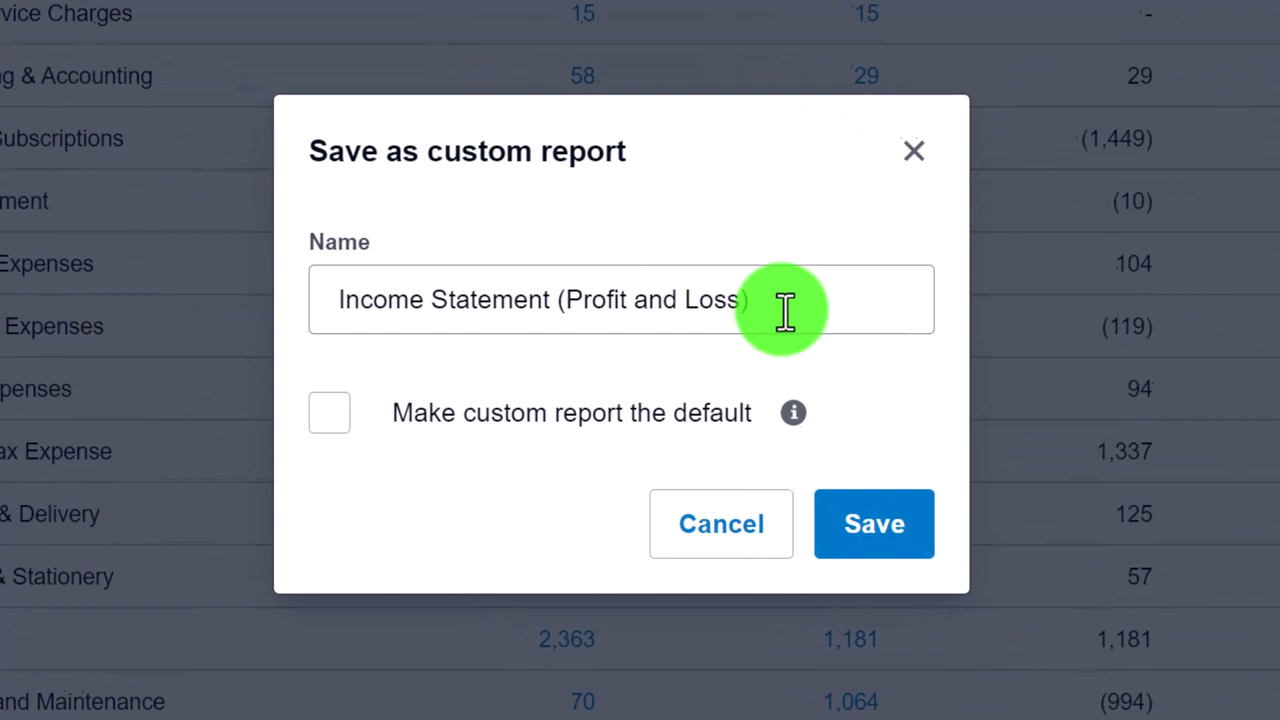 vice Charges 15 15 -
ng & Accounting 58 29 29
Save as custom report
Subscriptions (1,449)
ment (10)
Name
Expenses 104
Income Statement (Profit and Loss)
Expenses (119)
penses 94
Make custom report the default
ax Expense 1,337
& Delivery 125
Cancel Save
& Stationery 57
2,363 1,181 1,181
and Maintenance 70 1,064 (994)